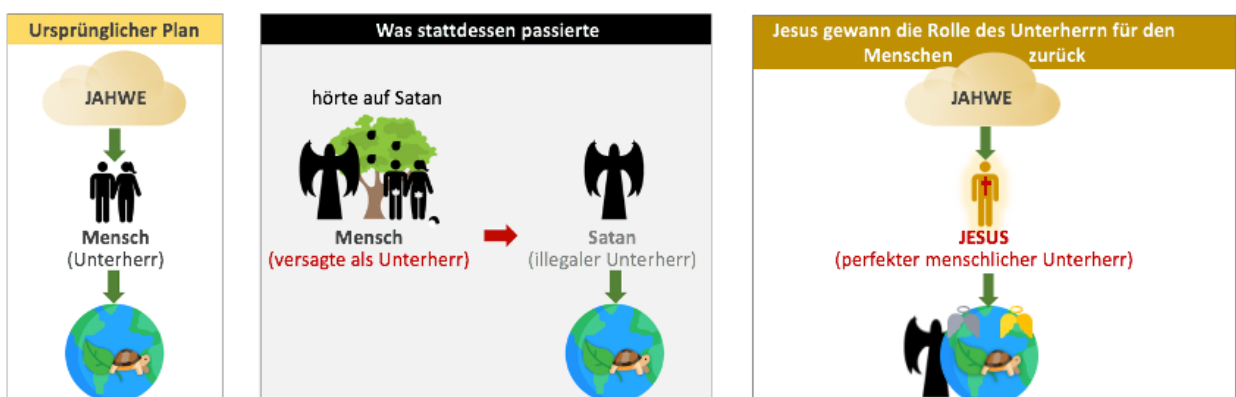 Ursprünglicher Plan
JAHWE
Mensch
(Unterherr)
Was stattdessen passierte
hörte auf Satan
Mensch
(versagte als Unterherr)
Satan
(illegaler Unterherr)
Jesus gewann die Rolle des Unterherrn für den
Menschen zurück
JAHWE
JESUS
(perfekter menschlicher Unterherr)